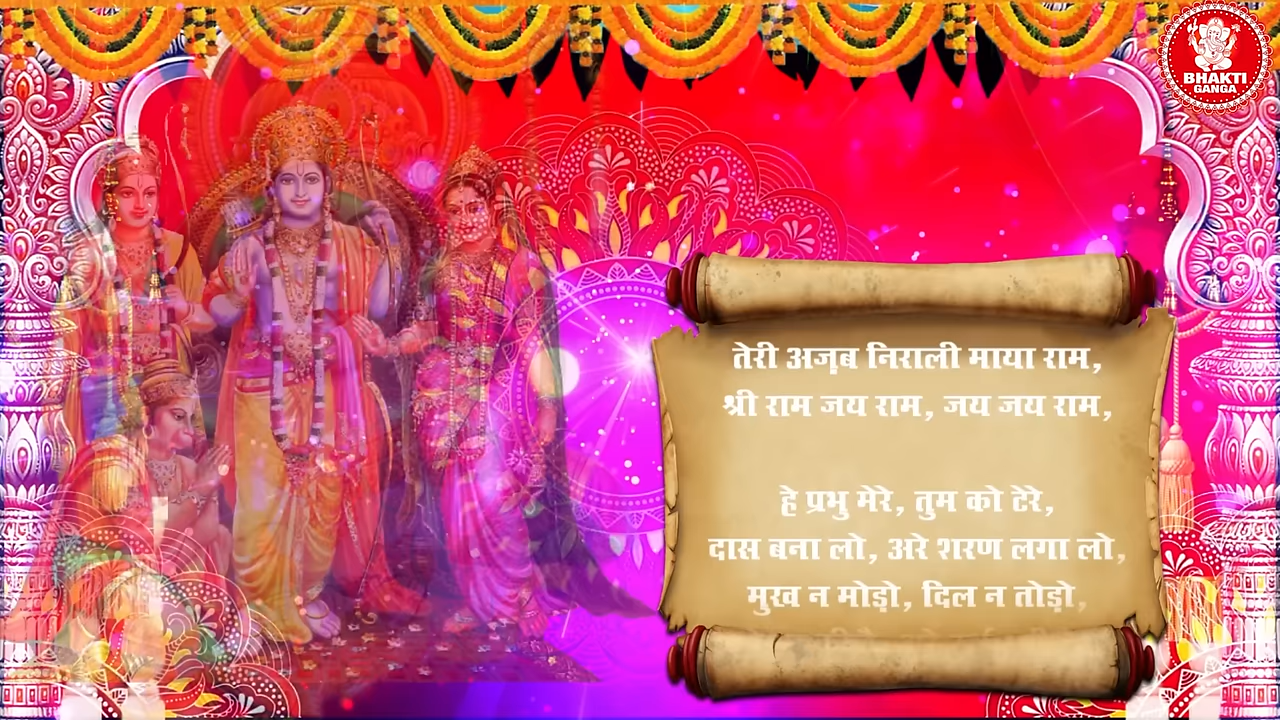 BHAKTI
GANGA
तेरी अजब निराली माया राम,
श्री राम जय राम, जय जय राम,
हे प्रभु मेरे, तुम को टेरे,
दास बना लो, अरे शरण लगा लो,
मुख न मोड़ो, दिल न तोड़ो,